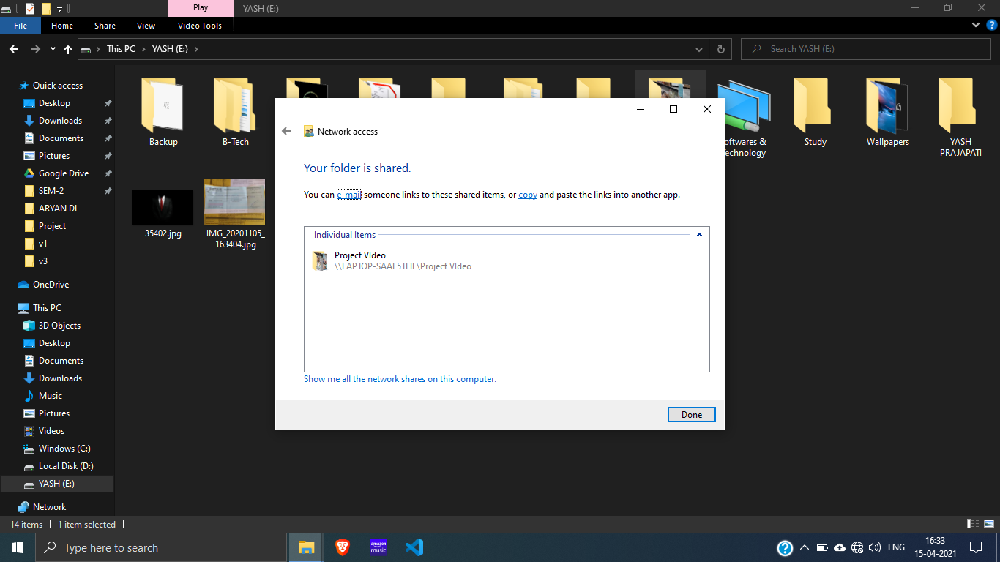 Play
YASH (E:)
File
Home
Share
View
Video Tools
This PC
YASH (E:)
Search YASH (E:)
Quick access
Desktop
Downloads
Documents
Pictures
Google Drive
SEM-2
ARYAN DL
Project
v1
v3
OneDrive
This PC
3D Objects
Desktop
Documents
Downloads
Music
Pictures
Videos
Windows (C:)
Local Disk (D:)
YASH (E:)
Network
Backup
B-Tech
oftwares &
echnology
Study
Wallpapers
YASH
PRAJAPATI
35402.jpg
IMG_20201105_
163404.jpg
Network access
Your folder is shared.
You can e-mail someone links to these shared items, or copy and paste the links into another app.
Individual Items
Project VIdeo
\\LAPTOP-SAAE5THE\Project VIdeo
Show me all the network shares on this computer.
Done
14 items
1 item selected
Type here to search
amazon
music
ENG
16:33
15-04-2021